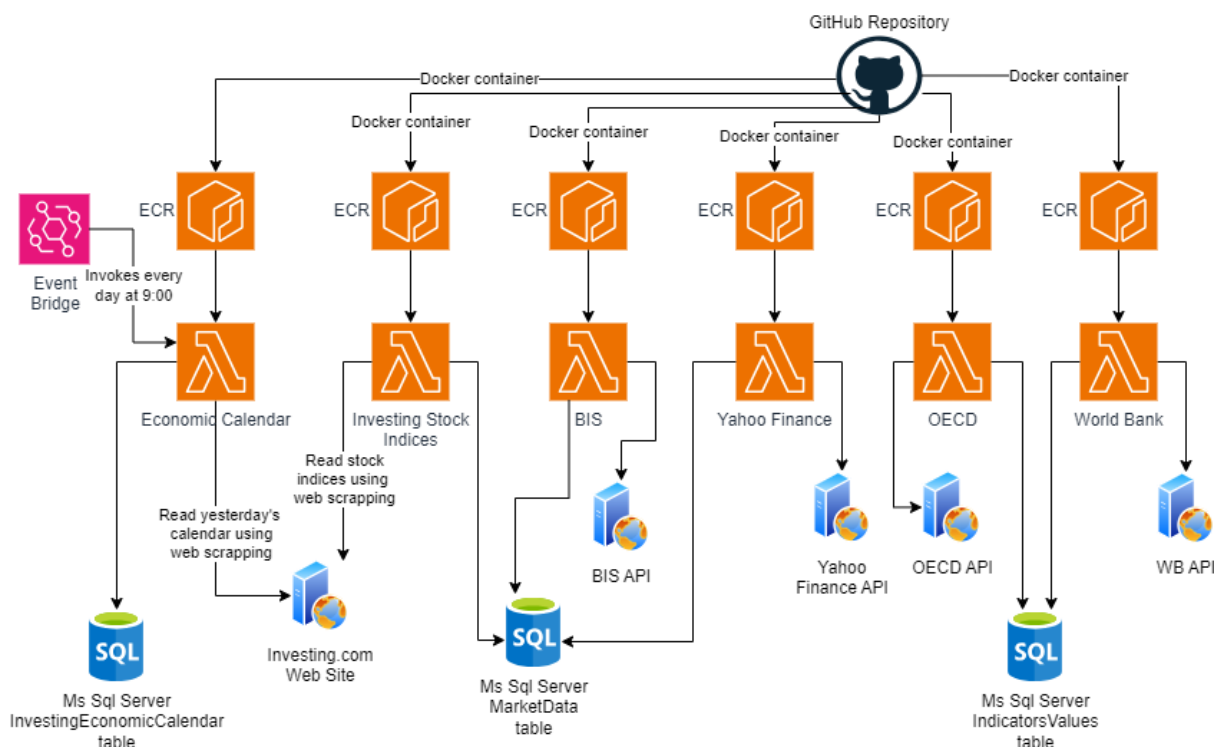 GitHub Repository
Docker container
Docker container
Docker container
Docker container
Docker container
Docker container
ECR
ECR
ECR
ECR
ECR
ECR
Event
Bridge
Invokes every
day at 9:00
Economic Calendar
Investing Stock
Indices
BIS
Yahoo Finance
OECD
World Bank
Read stock
indices using
web scrapping
Read yesterday's
calendar using
web scrapping
BIS API
Yahoo
Finance API
OECD API
WB API
SQL
Ms Sql Server
InvestingEconomicCalendar
table
Investing.com
Web Site
SQL
Ms Sql Server
MarketData
table
SQL
Ms Sql Server
IndicatorsValues
table